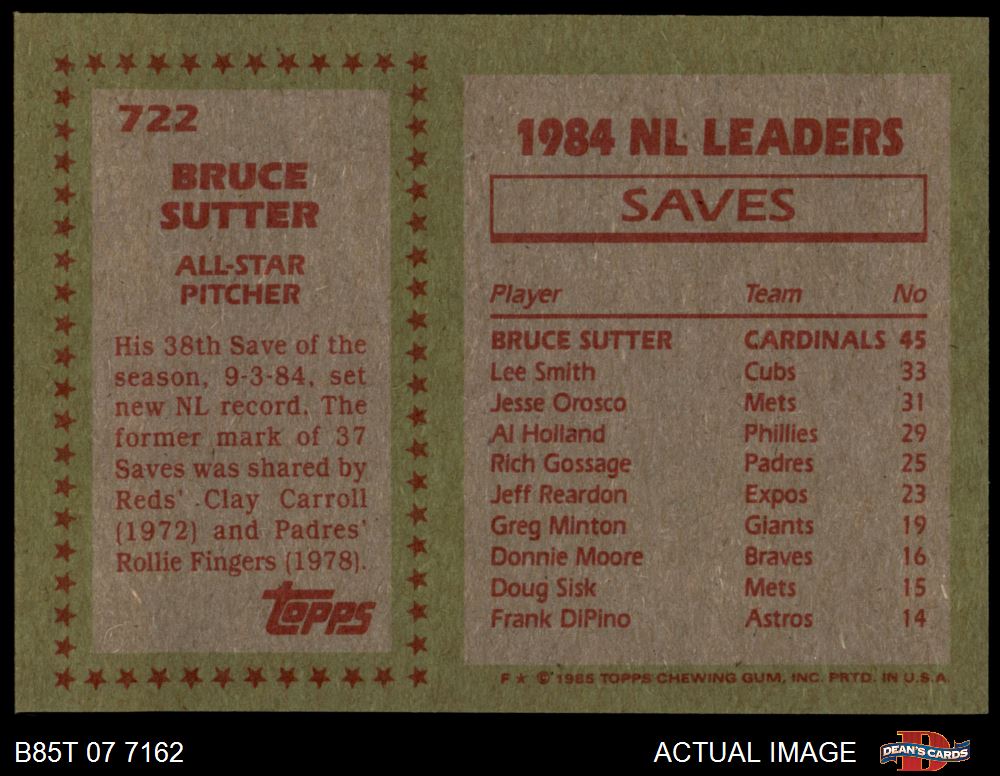 722
BRUCE
SUTTER
ALL-STAR
PITCHER
His 38th Save of the
season, 9-3-84, set
new NL record. The
former mark of 37
Saves was shared by
Reds' Clay Carroll
(1972) and Padres'
Rollie Fingers (1978).
topps
1984 NL LEADERS
SAVES
Player Team No
BRUCE SUTTER CARDINALS 45
Lee Smith Cubs 33
Jesse Orosco Mets 31
Al Holland Phillies 29
Rich Gossage Padres 25
Jeff Reardon Expos 23
Greg Minton Giants 19
Donnie Moore Braves 16
Doug Sisk Mets 15
Frank DiPino Astros 14
F ★ © 1985 TOPPS CHEWING GUM, INC. PRTD. IN U.S.A.
B85T 07 7162
ACTUAL IMAGE
D
DEAN'S CARDS